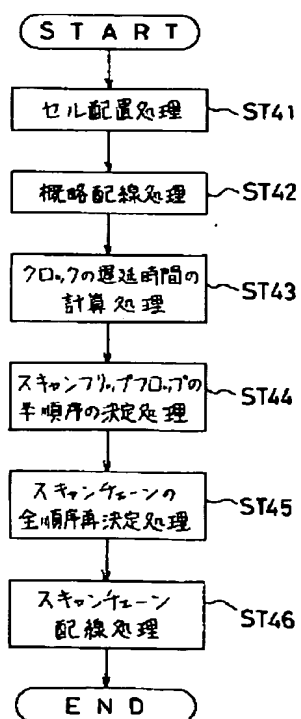 START
セル配置処理
ST41
概略配線処理
ST42
クロックの遅延時間の
計算処理
ST43
スキャンフリップフロップの
半順序の決定処理
ST44
スキャンチェーンの
全順序再決定処理
ST45
スキャンチェーン
配線処理
ST46
END